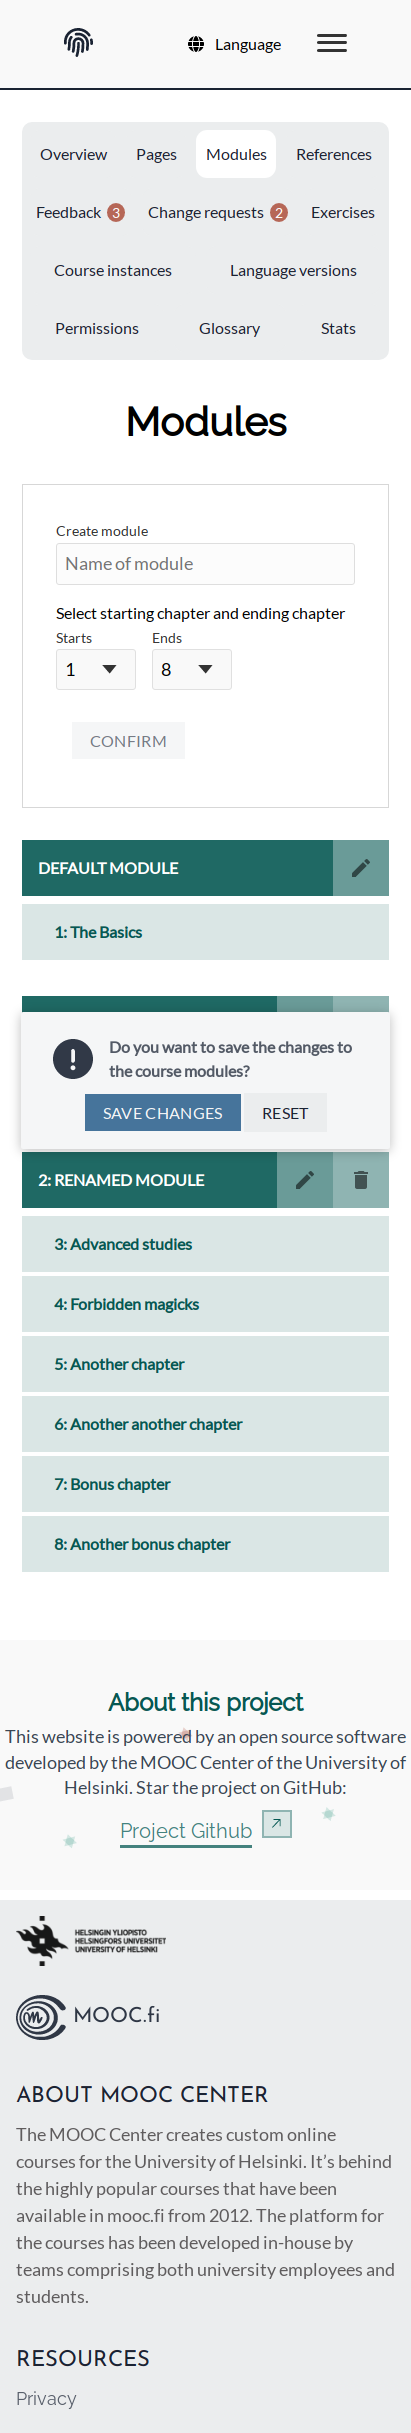 Language
Overview Pages Modules References
Feedback 3 Change requests 2 Exercises
Course instances Language versions
Permissions Glossary Stats
Modules
Create module
Name of module
Select starting chapter and ending chapter
Starts Ends
1 8
CONFIRM
DEFAULT MODULE
1: The Basics
Do you want to save the changes to
the course modules?
SAVE CHANGES RESET
2: RENAMED MODULE
3: Advanced studies
4: Forbidden magicks
5: Another chapter
6: Another another chapter
7: Bonus chapter
8: Another bonus chapter
About this project
This website is powered by an open source software
developed by the MOOC Center of the University of
Helsinki. Star the project on GitHub:
Project Github
HELSINGIN YLIOPISTO
HELSINGFORS UNIVERSITET
UNIVERSITY OF HELSINKI
MOOC.fi
ABOUT MOOC CENTER
The MOOC Center creates custom online
courses for the University of Helsinki. It’s behind
the highly popular courses that have been
available in mooc.fi from 2012. The platform for
the courses has been developed in-house by
teams comprising both university employees and
students.
RESOURCES
Privacy